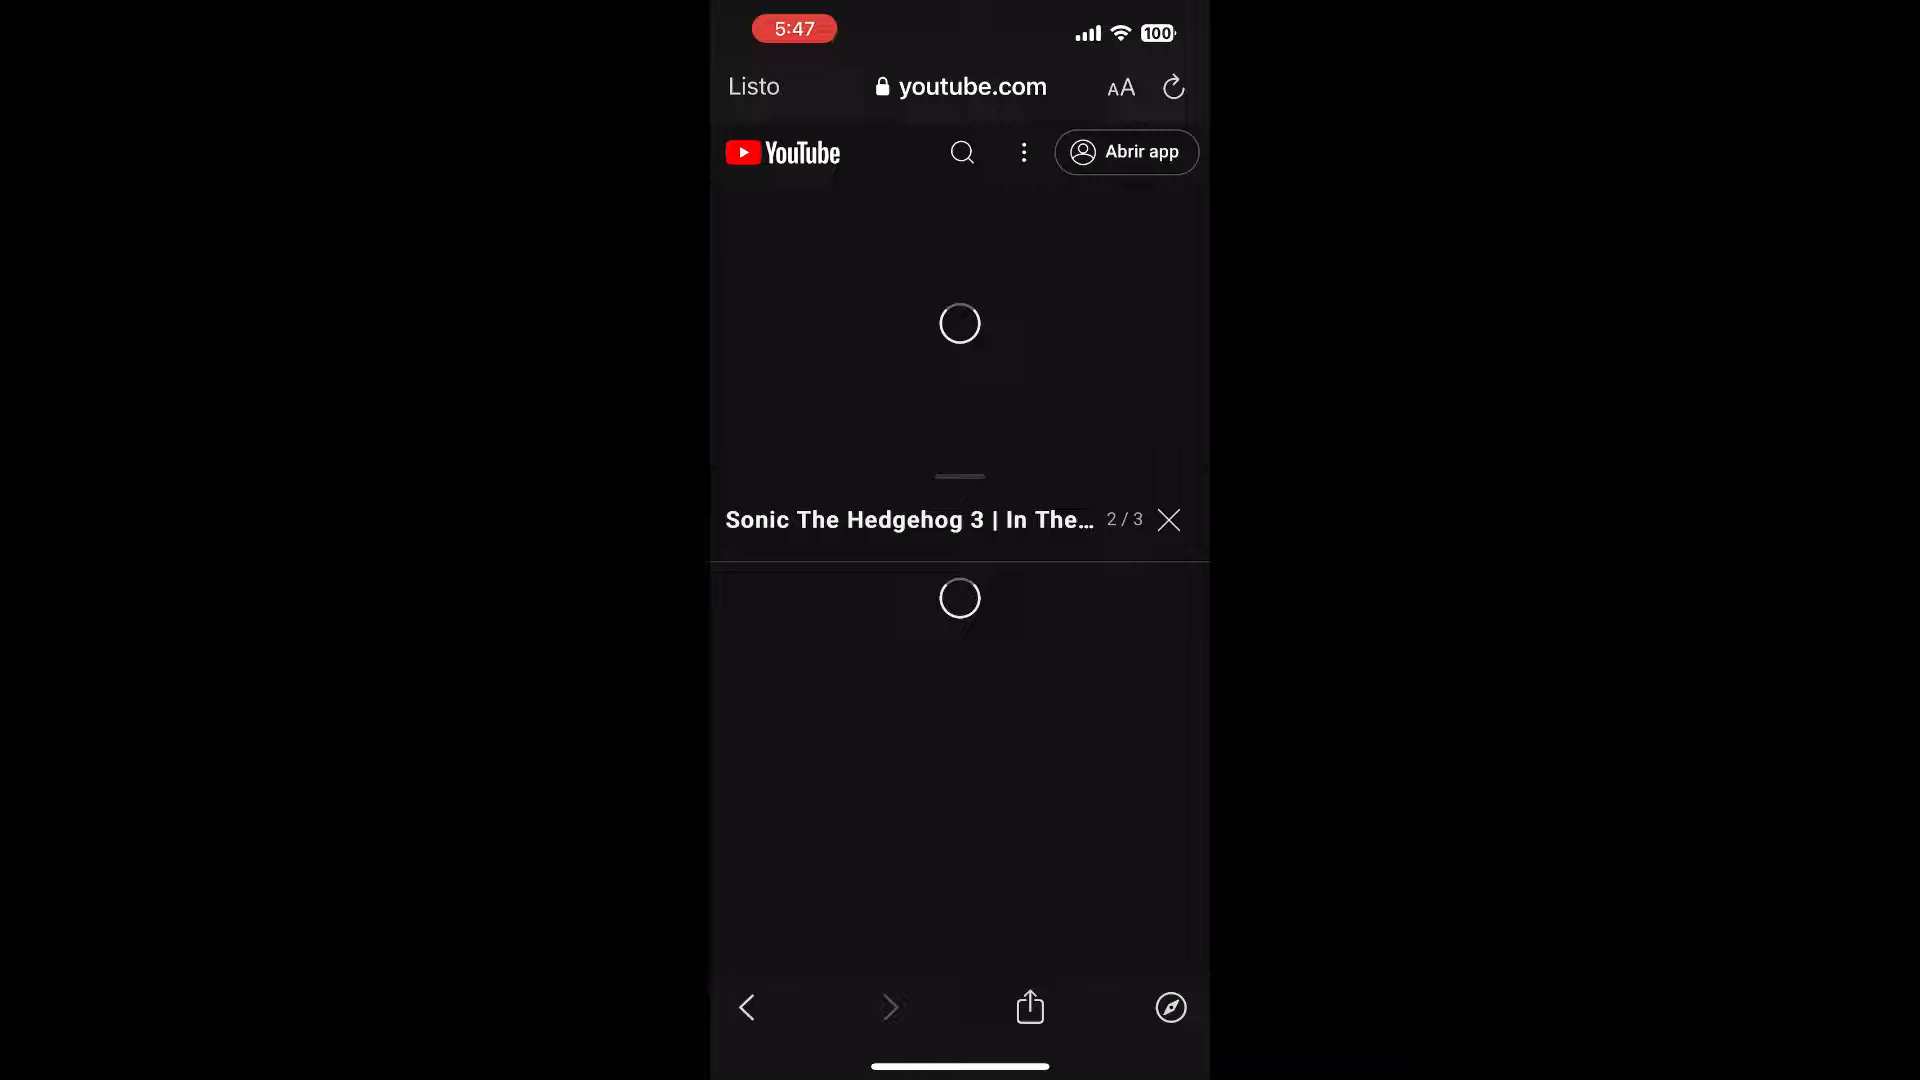 5:47
100
Listo
youtube.com
AA
YouTube
Abrir app
Sonic The Hedgehog 3 | In The...
2 / 3